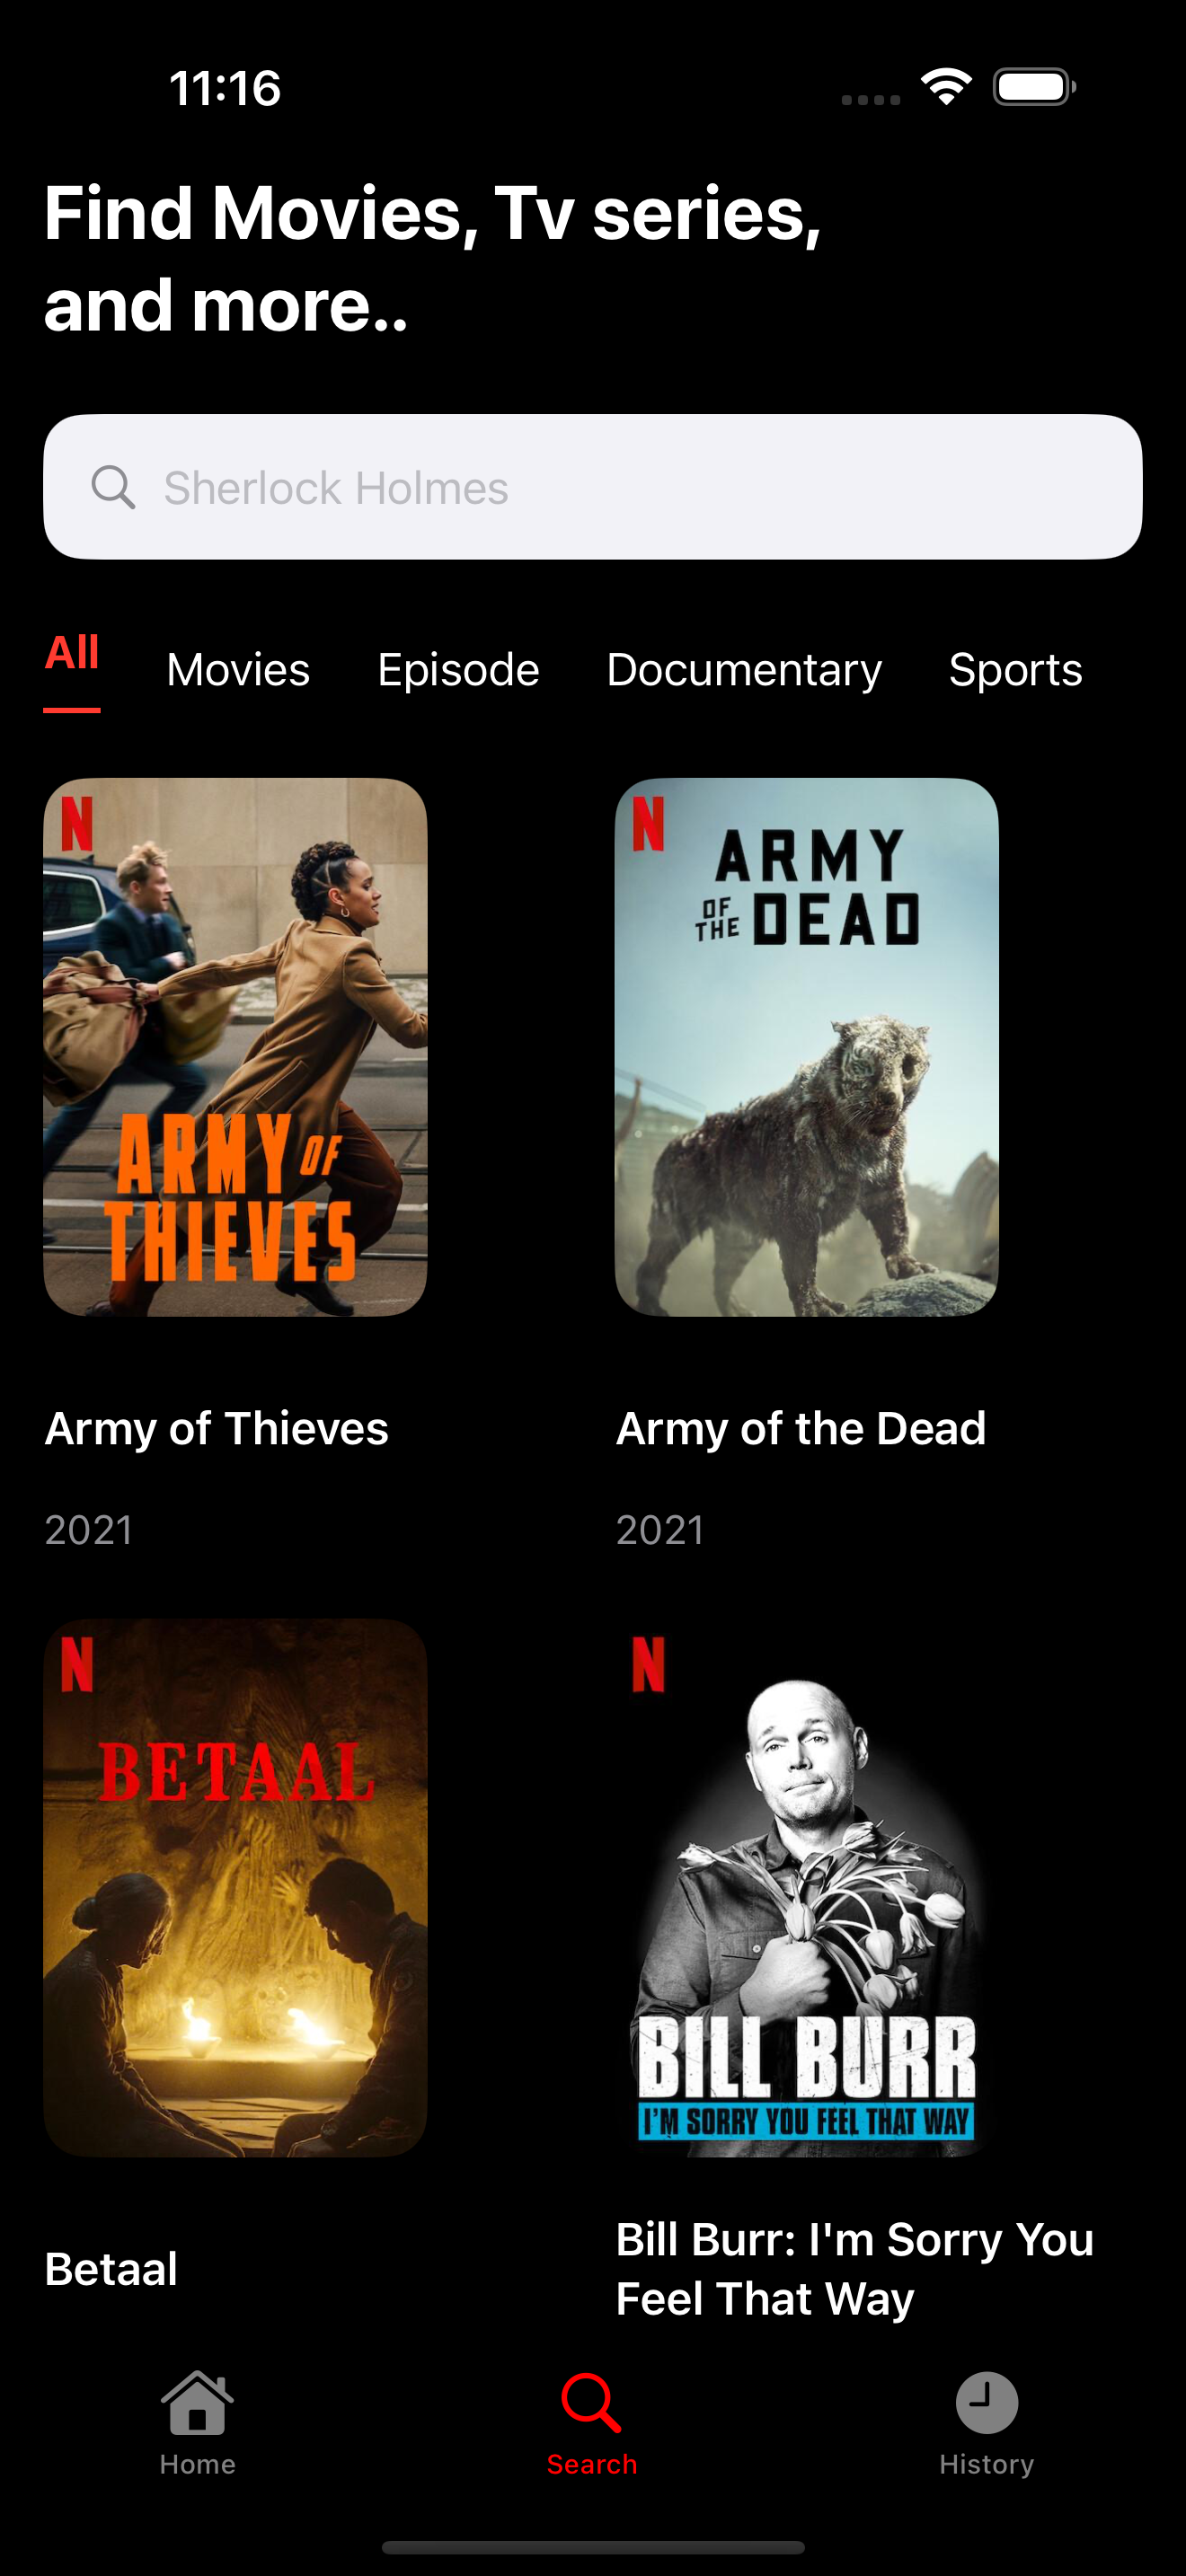 11:16
Find Movies, Tv series,
and more..
Sherlock Holmes
All Movies Episode Documentary Sports
N
ARMY OF
THIEVES
N
ARMY
OF THE DEAD
Army of Thieves
Army of the Dead
2021
2021
N
BETAAL
N
BILL BURR
I'M SORRY YOU FEEL THAT WAY
Betaal
Bill Burr: I'm Sorry You
Feel That Way
Home Search History